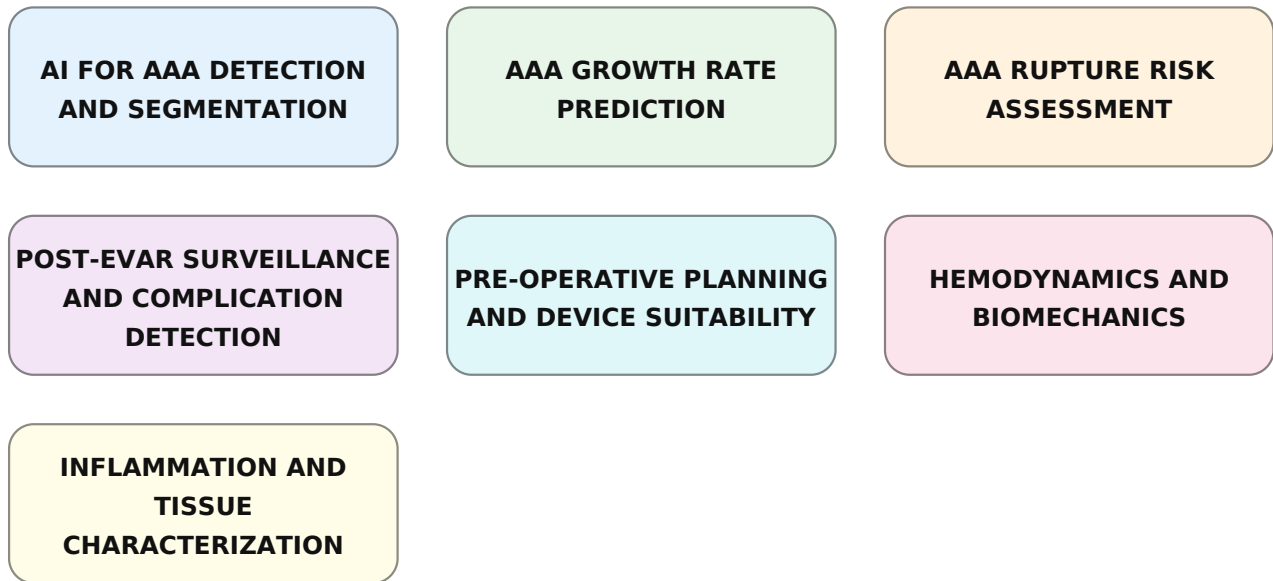 AI FOR AAA DETECTION
AND SEGMENTATION
AAA GROWTH RATE
PREDICTION
AAA RUPTURE RISK
ASSESSMENT
POST-EVAR SURVEILLANCE
AND COMPLICATION
DETECTION
PRE-OPERATIVE PLANNING
AND DEVICE SUITABILITY
HEMODYNAMICS AND
BIOMECHANICS
INFLAMMATION AND
TISSUE
CHARACTERIZATION